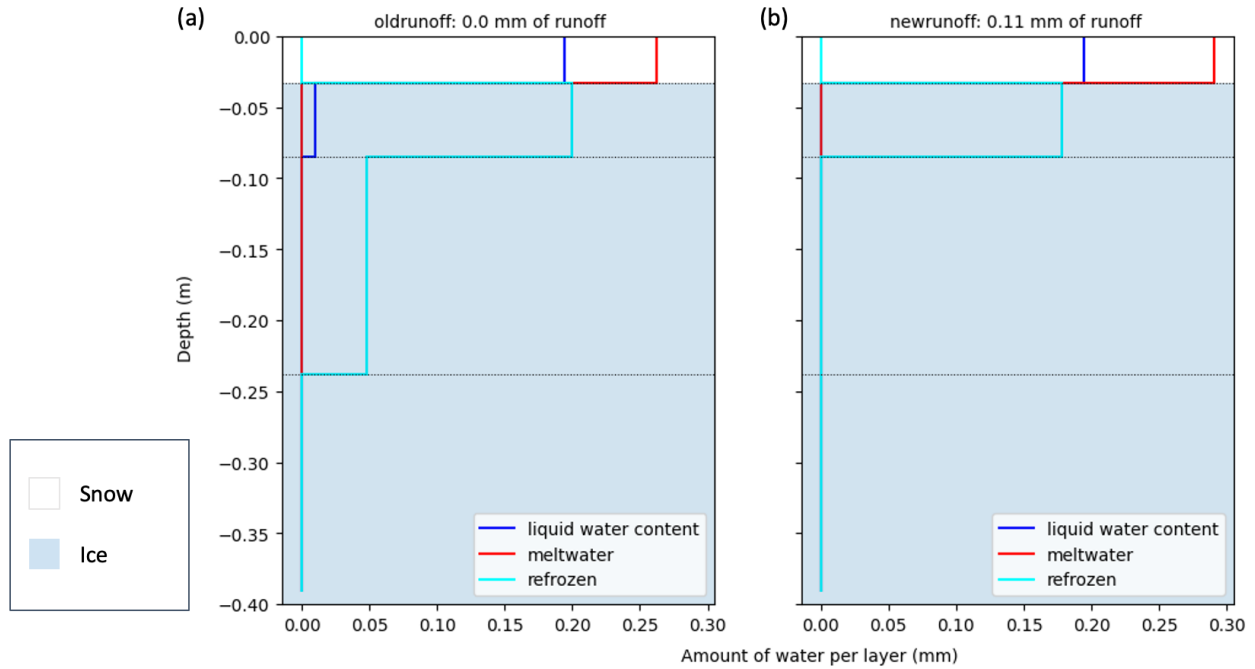 (a)
oldrunoff: 0.0 mm of runoff
(b)
newrunoff: 0.11 mm of runoff
0.00
−0.05
−0.10
−0.15
−0.20
−0.25
−0.30
−0.35
−0.40
Depth (m)
liquid water content
meltwater
refrozen
liquid water content
meltwater
refrozen
Snow
Ice
0.00 0.05 0.10 0.15 0.20 0.25 0.30
0.00 0.05 0.10 0.15 0.20 0.25 0.30
Amount of water per layer (mm)